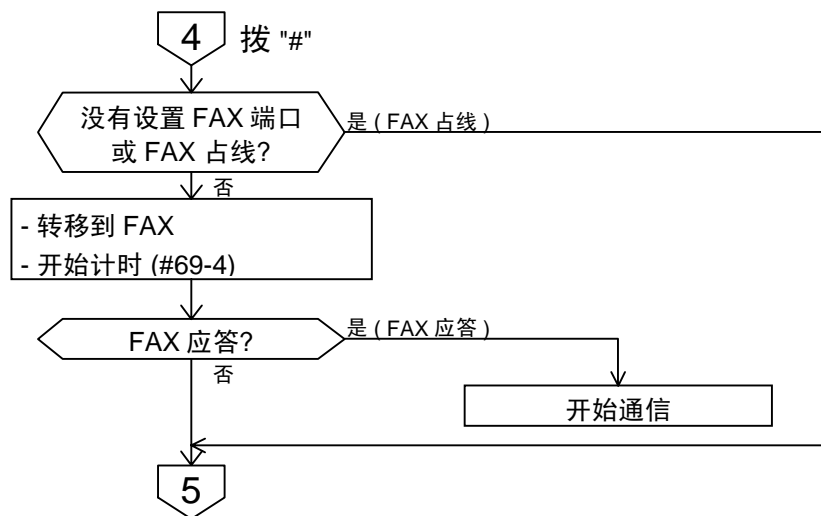 4 拨 "#"
没有设置 FAX 端口
或 FAX 占线?
是 ( FAX 占线 )
否
- 转移到 FAX
- 开始计时 (#69-4)
FAX 应答?
是 ( FAX 应答 )
否
开始通信
5